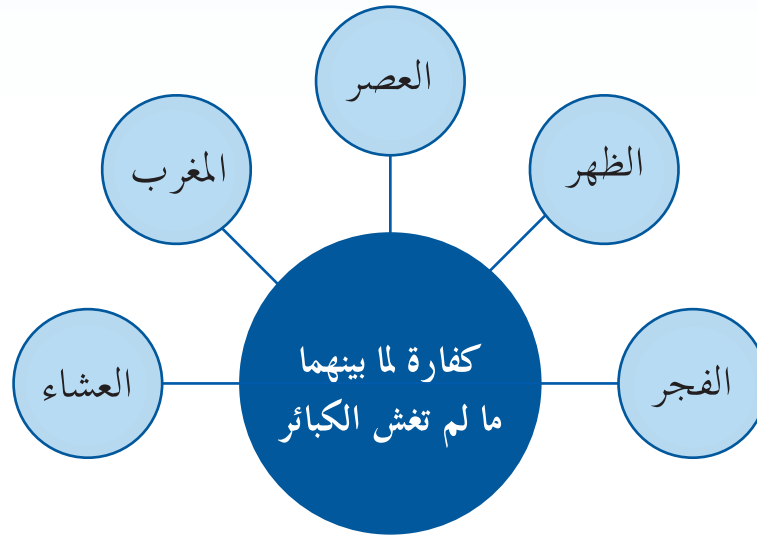 الفجر
الظهر
العصر
المغرب
العشاء
كفارة لما بينهما
ما لم تغش الكبائر